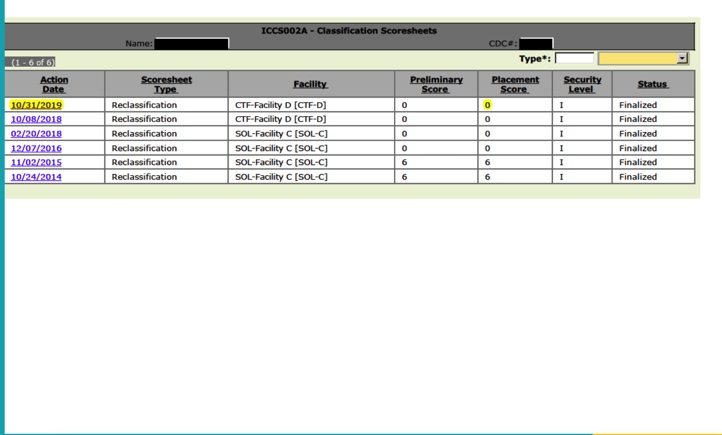 ICCS002A - Classification Scoresheets
Name: CDC#:
(1 - 6 of 6) Type*:
Action Date Scoresheet Type Facility Preliminary Score Placement Score Security Level Status
10/31/2019 Reclassification CTF-Facility D [CTF-D] 0 0 I Finalized
10/08/2018 Reclassification CTF-Facility D [CTF-D] 0 0 I Finalized
02/20/2018 Reclassification SOL-Facility C [SOL-C] 0 0 I Finalized
12/07/2016 Reclassification SOL-Facility C [SOL-C] 0 0 I Finalized
11/02/2015 Reclassification SOL-Facility C [SOL-C] 6 6 I Finalized
10/24/2014 Reclassification SOL-Facility C [SOL-C] 6 6 I Finalized